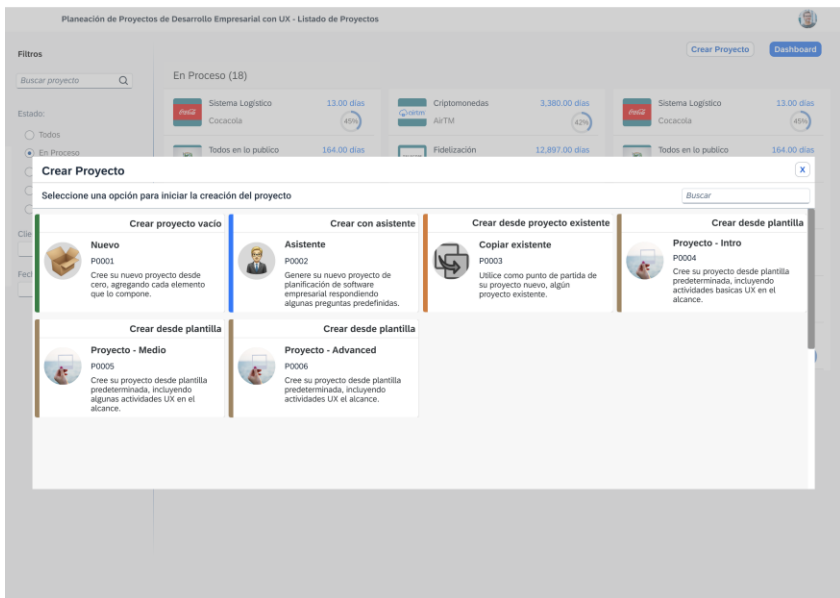 Planeación de Proyectos de Desarrollo Empresarial con UX - Listado de Proyectos
Filtros
Crear Proyecto
Dashboard
Buscar proyecto
En Proceso (18)
Estado:
Todos
En Proceso
Sistema Logístico
13.00 días
Cocacola
45%
Criptomonedas
3,380.00 días
AirTM
42%
Sistema Logístico
13.00 días
Cocacola
45%
Todos en lo publico
164.00 días
Fidelización
12,897.00 días
Todos en lo publico
164.00 días
Crear Proyecto
X
Seleccione una opción para iniciar la creación del proyecto
Buscar
Crear proyecto vacío
Nuevo
P0001
Cree su nuevo proyecto desde
cero, agregando cada elemento
que lo compone.
Crear con asistente
Asistente
P0002
Genere su nuevo proyecto de
planificación de software
empresarial respondiendo
algunas preguntas predefinidas.
Crear desde proyecto existente
Copiar existente
P0003
Utilice como punto de partida de
su proyecto nuevo, algún
proyecto existente.
Crear desde plantilla
Proyecto - Intro
P0004
Cree su proyecto desde plantilla
predeterminada, incluyendo
actividades basicas UX en el
alcance.
Crear desde plantilla
Proyecto - Medio
P0005
Cree su proyecto desde plantilla
predeterminada, incluyendo
algunas actividades UX en el
alcance.
Crear desde plantilla
Proyecto - Advanced
P0006
Cree su proyecto desde plantilla
predeterminada, incluyendo
actividades UX el alcance.